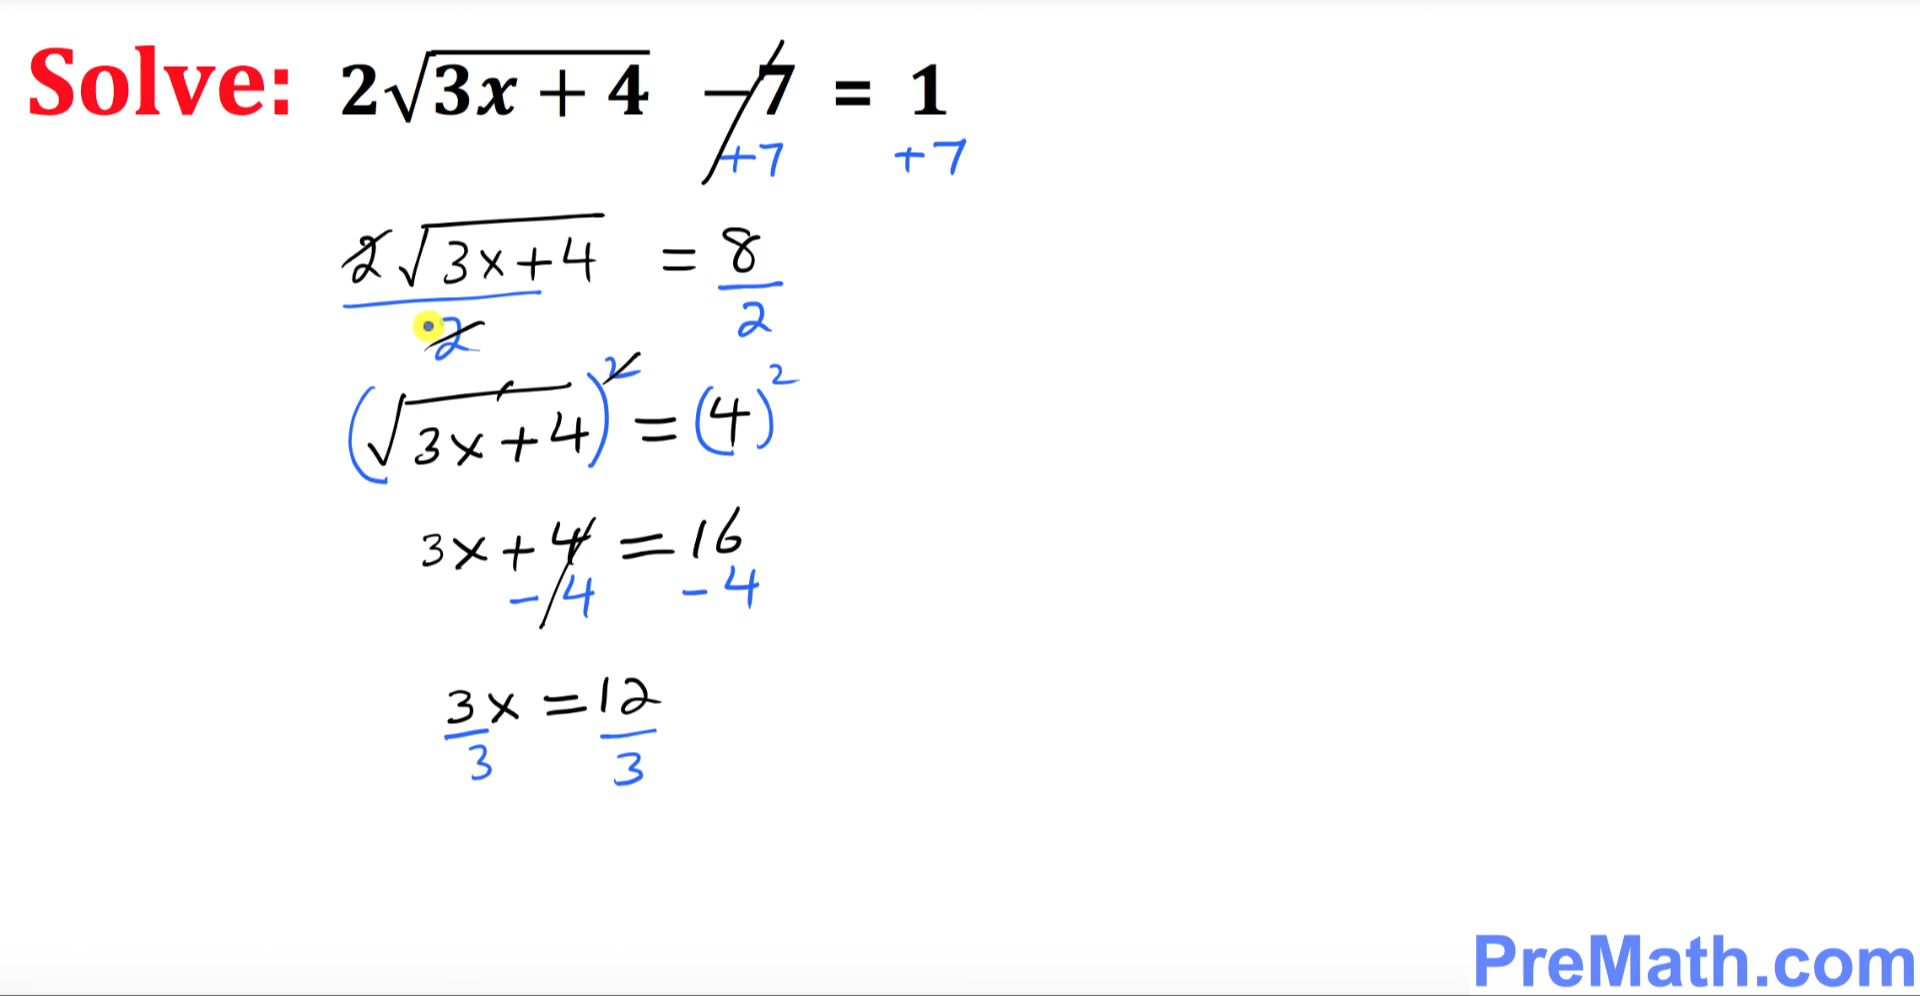 Solve: 2√3x + 4 −7 = 1
+7 +7
2√3x+4 = 8
2 2
(√3x+4)² = (4)²
3x+4 = 16
-4 -4
3x = 12
3 3
PreMath.com